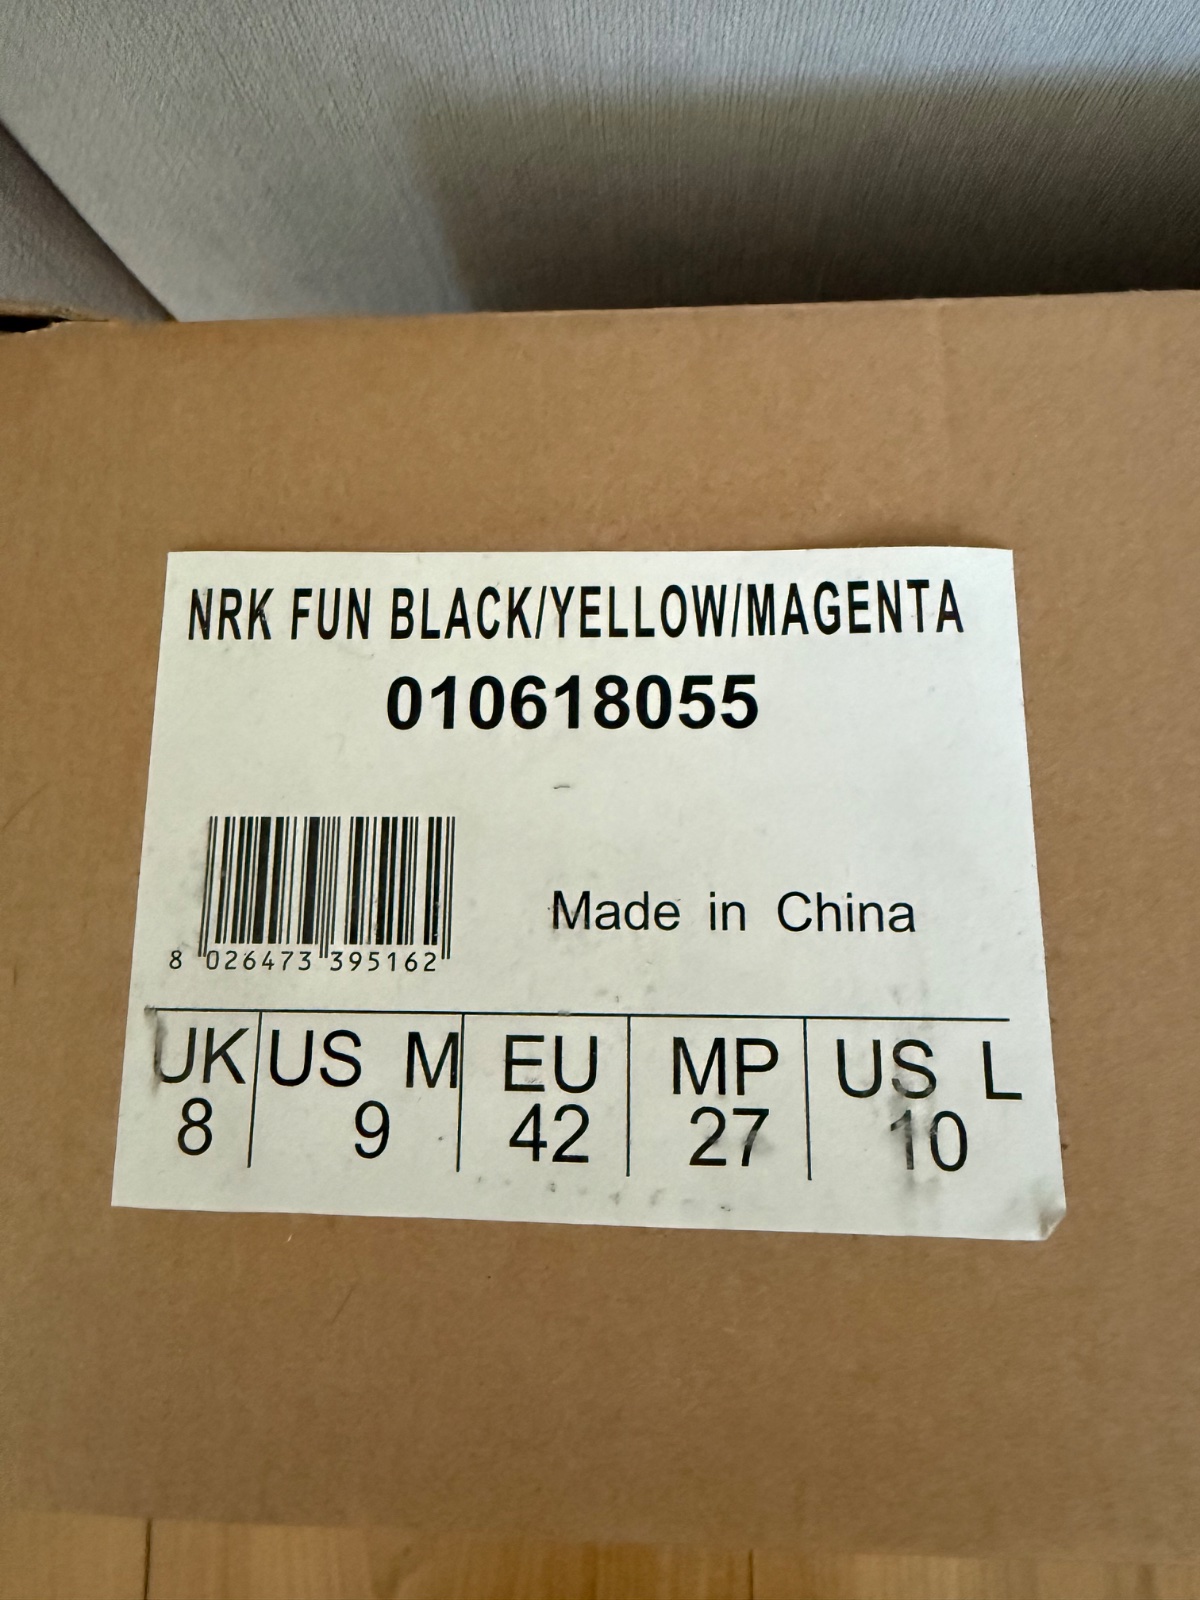 NRK FUN BLACK/YELLOW/MAGENTA
010618055
Made in China
8 026473 395162
UK US M EU MP US L
8 9 42 27 10